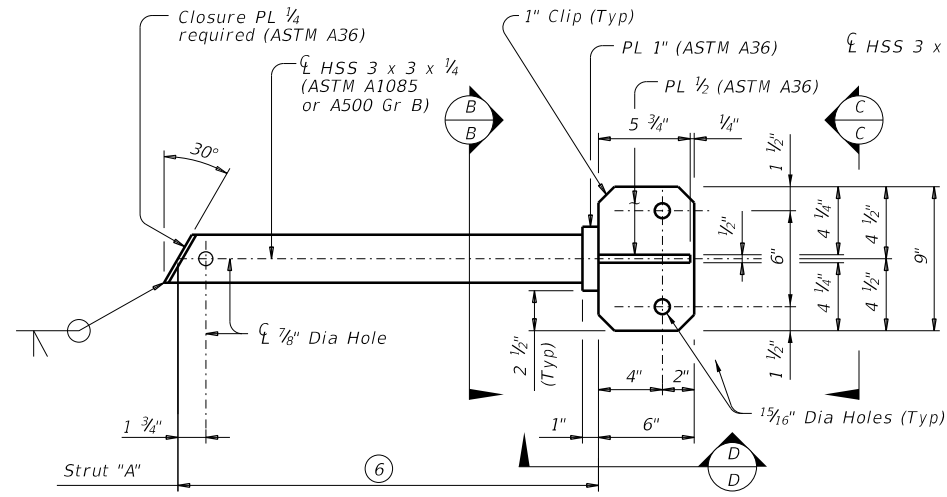 Closure PL ¼
required (ASTM A36)
℄ HSS 3 x 3 x ¼
(ASTM A1085
or A500 Gr B)
1" Clip (Typ)
PL 1" (ASTM A36)
℄ HSS 3 x
PL ½ (ASTM A36)
B
B
C
C
5 ¾"
¼"
1 ½"
30°
½"
6"
4 ¼"
4 ½"
9"
4 ¼"
4 ½"
℄ ⅞" Dia Hole
2 ½"
(Typ)
1 ½"
4"
2"
1 ¾"
1"
6"
15/16" Dia Holes (Typ)
D
D
Strut "A"
6